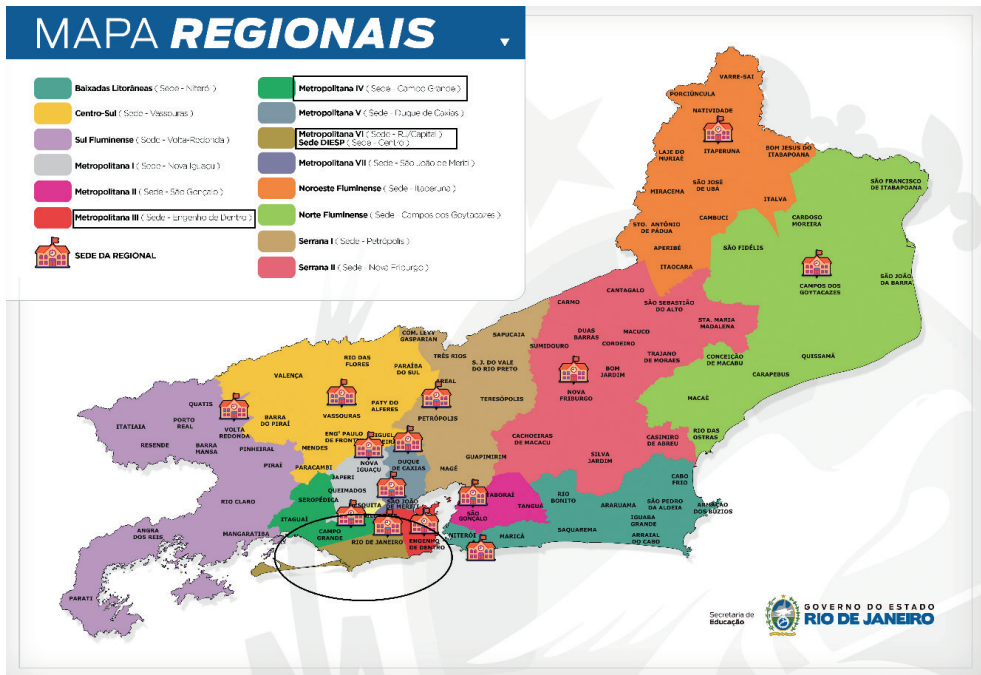 MAPA REGIONAIS
Baixadas Litorâneas ( Sede - Niterói )
Centro-Sul ( Sede - Vassouras )
Sul Fluminense ( Sede - Volta-Redonda )
Metropolitana I ( Sede - Nova Iguaçu )
Metropolitana II ( Sede - São Gonçalo )
Metropolitana III ( Sede - Engenho de Dentro )
SEDE DA REGIONAL
Metropolitana IV ( Sede - Campo Grande )
Metropolitana V ( Sede - Duque de Caxias )
Metropolitana VI ( Sede - RJ/Capital )
Sede DIESP ( Sede - Centro )
Metropolitana VII ( Sede - São João de Meriti )
Noroeste Fluminense ( Sede - Itaperuna )
Norte Fluminense ( Sede - Campos dos Goytacazes )
Serrana I ( Sede - Petrópolis )
Serrana II ( Sede - Nova Friburgo )
VARRE-SAI
PORCIÚNCULA
NATIVIDADE
ITAPERUNA
BOM JESUS DO
ITABAPOANA
LAJE DO
MURIAÉ
SÃO JOSÉ
DE UBÁ
MIRACEMA
ITALVA
CAMBUCI
STO. ANTÔNIO
DE PÁDUA
APERIBÉ
ITAOCARA
SÃO FRANCISCO
DE ITABAPOANA
CARDOSO
MOREIRA
SÃO FIDÉLIS
CAMPOS DOS
GOYTACAZES
SÃO JOÃO
DA BARRA
QUISSAMÃ
CONCEIÇÃO
DE MACABU
CARAPEBUS
MACAÉ
RIO DAS
OSTRAS
CANTAGALO
CARMO
SÃO SEBASTIÃO
DO ALTO
STA. MARIA
MADALENA
DUAS
BARRAS
MACUCO
CORDEIRO
SUMIDOURO
TRAJANO
DE MORAES
BOM
JARDIM
NOVA
FRIBURGO
CACHOEIRAS
DE MACACU
CASIMIRO
DE ABREU
SILVA
JARDIM
SAPUCAIA
COM. LEVY
GASPARIAN
TRÊS RIOS
S. J. DO VALE
DO RIO PRETO
AREAL
TERESÓPOLIS
PETRÓPOLIS
GUAPIMIRIM
MAGÉ
RIO DAS
FLORES
PARAÍBA
DO SUL
VALENÇA
PATY DO
ALFERES
VASSOURAS
BARRA
DO PIRAÍ
ENGº PAULO
DE FRONT
MIGUEL
MENDES
PARACAMBI
QUATIS
ITATIAIA
PORTO
REAL
VOLTA
REDONDA
RESENDE
BARRA
MANSA
PINHEIRAL
PIRAÍ
RIO CLARO
ANGRA
DOS REIS
MANGARATIBA
PARATI
NOVA
IGUAÇU
JAPERI
QUEIMADOS
DUQUE
DE CAXIAS
SÃO JOÃO
DE MERITI
SEROPÉDICA
ITAGUAÍ
CAMPO
GRANDE
RIO DE JANEIRO
ENGENHO
DE DENTRO
SÃO
GONÇALO
ITABORAÍ
TANGUÁ
NITERÓI
MARICÁ
RIO
BONITO
SAQUAREMA
ARARUAMA
SÃO PEDRO
DA ALDEIA
IGUABA
GRANDE
ARRAIAL
DO CABO
CABO
FRIO
ARMAÇÃO
DOS BÚZIOS
Secretaria de
Educação
GOVERNO DO ESTADO
RIO DE JANEIRO